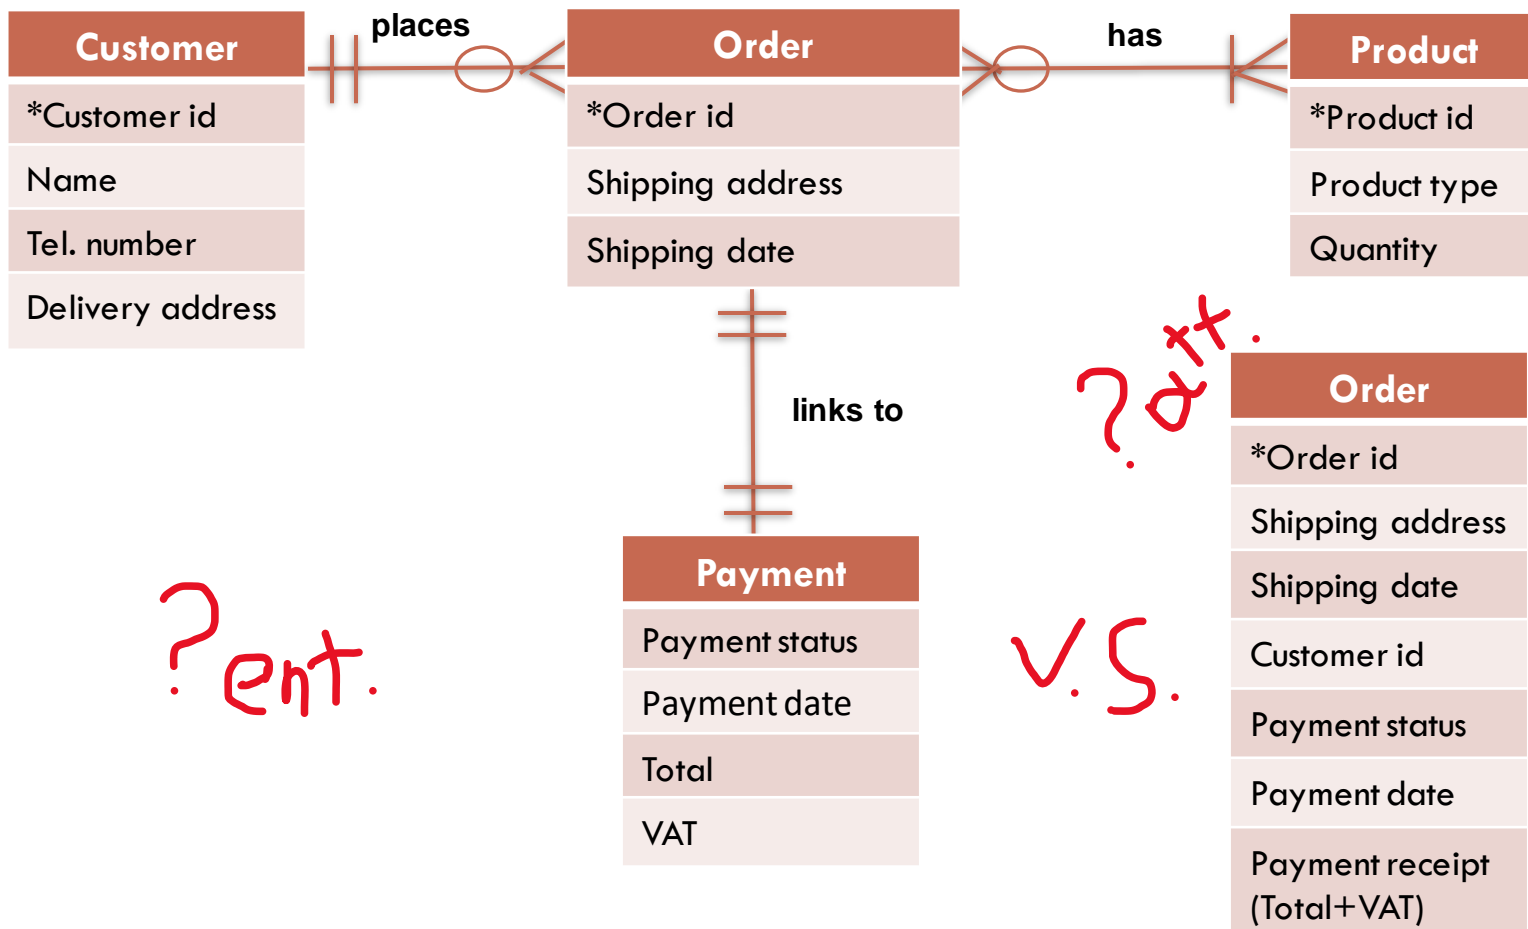 Customer
*Customer id
Name
Tel. number
Delivery address
places
Order
*Order id
Shipping address
Shipping date
has
Product
*Product id
Product type
Quantity
links to
Payment
Payment status
Payment date
Total
VAT
? ent.
v.s.
? att.
Order
*Order id
Shipping address
Shipping date
Customer id
Payment status
Payment date
Payment receipt
(Total+VAT)